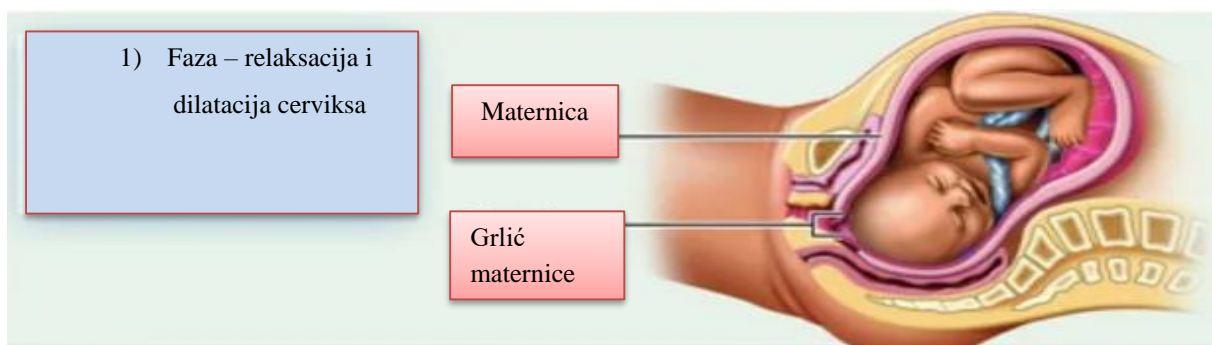 1) Faza – relaksacija i
dilatacija cerviksa
Maternica
Grlić
maternice